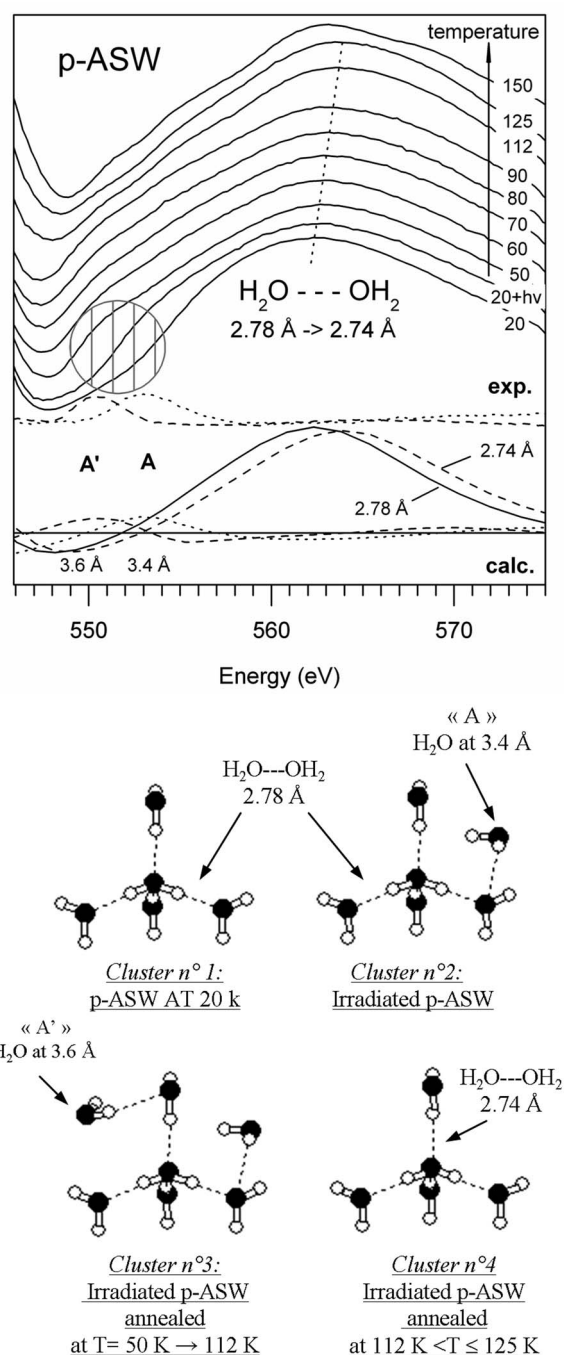 temperature
p-ASW
150
125
112
90
80
70
60
50
20+hν
20
H₂O - - - OH₂
2.78 Å -> 2.74 Å
exp.
A' A
2.74 Å
2.78 Å
3.6 Å 3.4 Å
calc.
550 560 570
Energy (eV)
« A »
H₂O at 3.4 Å
H₂O---OH₂
2.78 Å
Cluster n° 1:
p-ASW AT 20 k
Cluster n°2:
Irradiated p-ASW
« A’ »
H₂O at 3.6 Å
H₂O---OH₂
2.74 Å
Cluster n°3:
Irradiated p-ASW
annealed
at T= 50 K → 112 K
Cluster n°4
Irradiated p-ASW
annealed
at 112 K <T ≤ 125 K